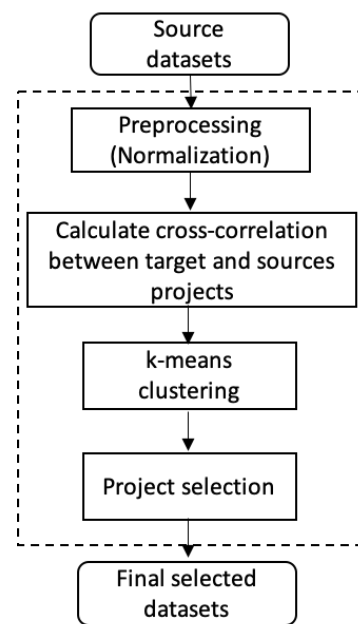 Source
datasets
Preprocessing
(Normalization)
Calculate cross-correlation
between target and sources
projects
k-means
clustering
Project selection
Final selected
datasets